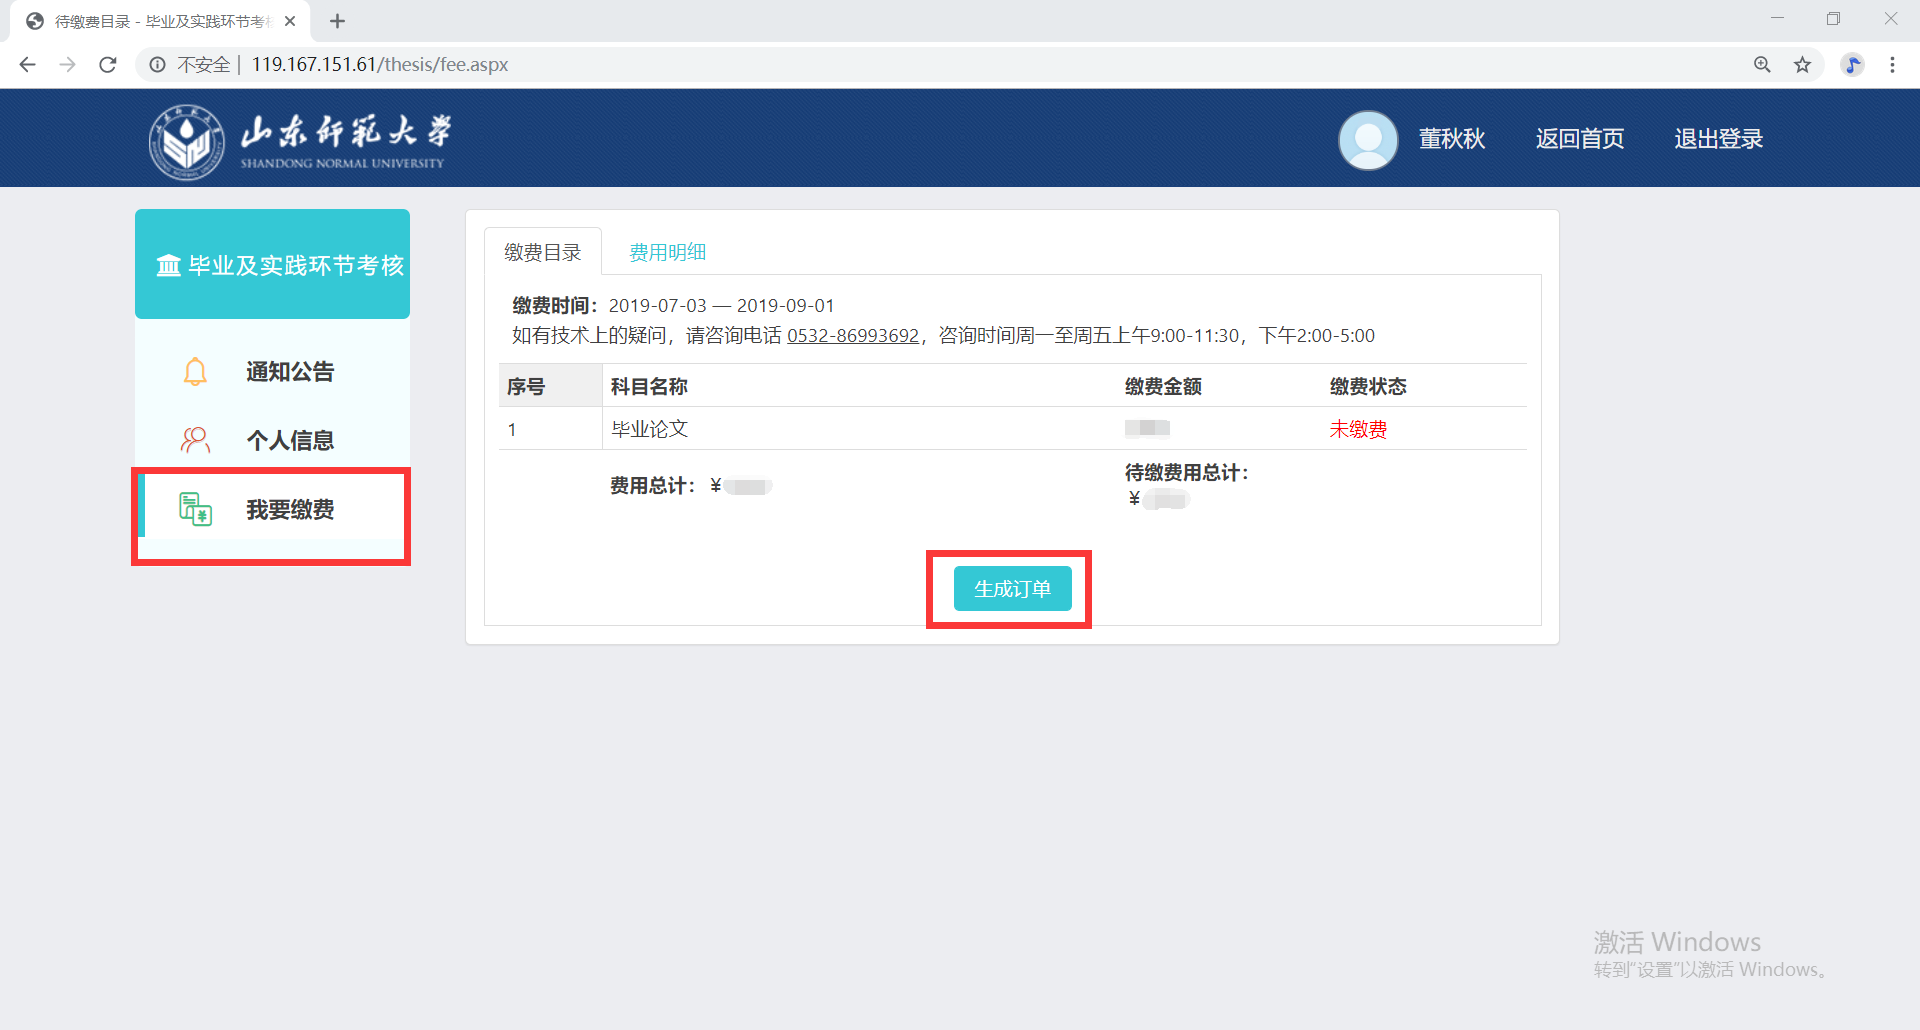 待缴费目录 - 毕业及实践环节考
不安全 | 119.167.151.61/thesis/fee.aspx
山东师范大学
SHANDONG NORMAL UNIVERSITY
董秋秋 返回首页 退出登录
毕业及实践环节考核
通知公告
个人信息
我要缴费
缴费目录 费用明细
缴费时间：2019-07-03 — 2019-09-01
如有技术上的疑问，请咨询电话 0532-86993692，咨询时间周一至周五上午9:00-11:30，下午2:00-5:00
序号 科目名称 缴费金额 缴费状态
1 毕业论文 未缴费
费用总计：¥
待缴费用总计：
¥
生成订单
激活 Windows
转到“设置”以激活 Windows。